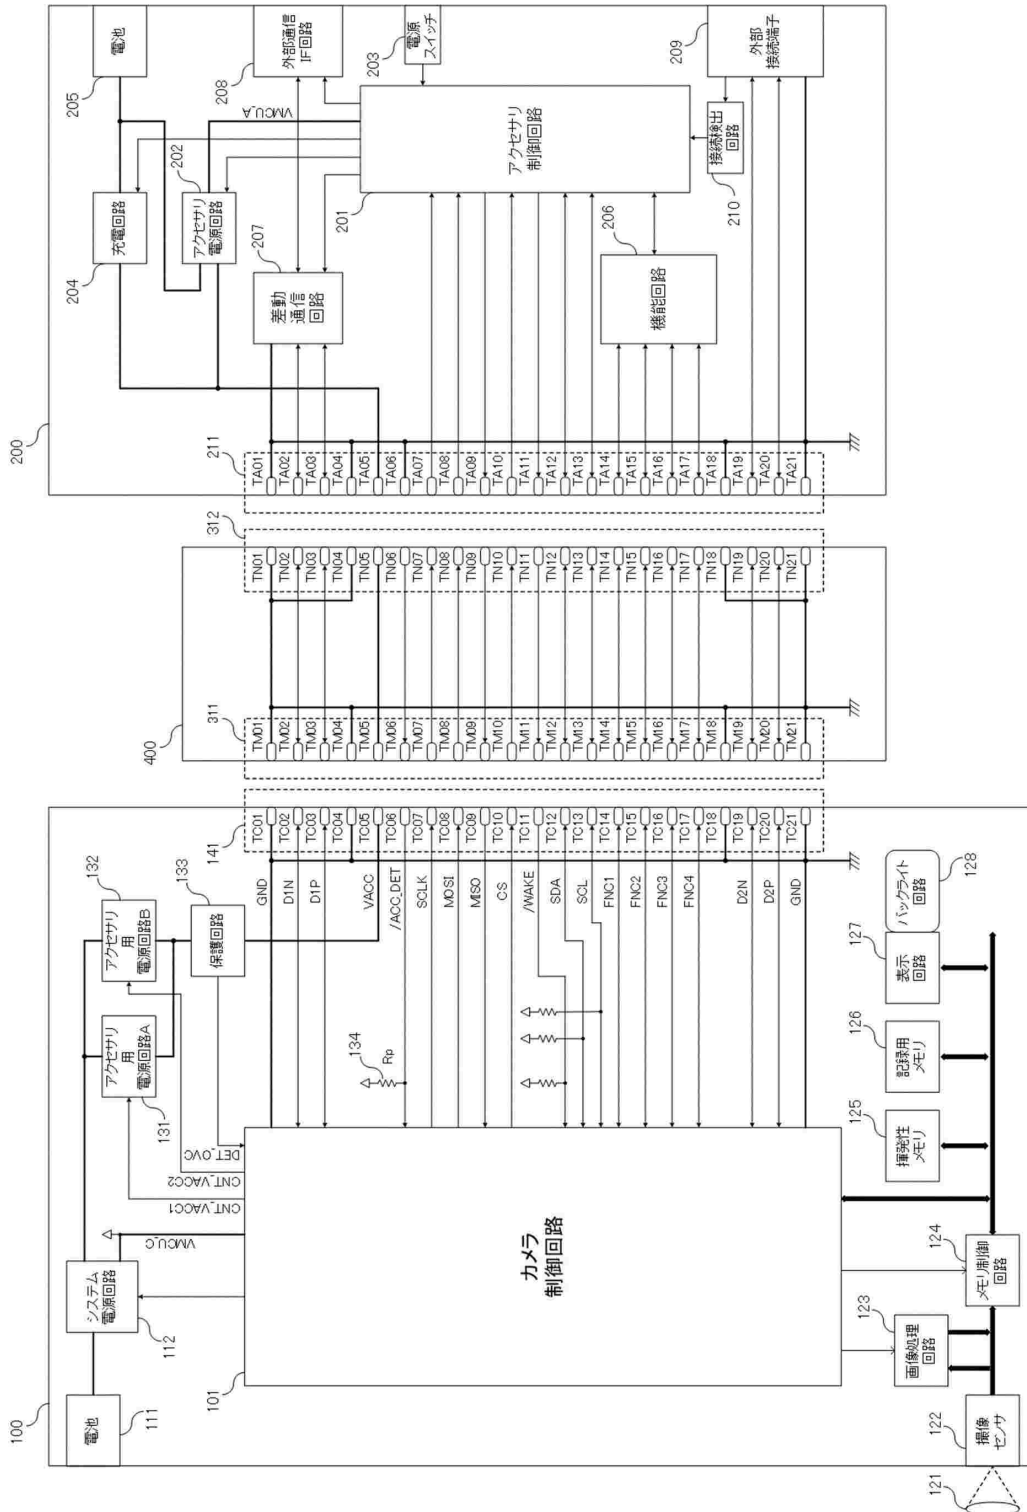 100
電池
111
システム
電源回路
112
VMCU_C
CNT_VACC1
CNT_VACC2
DET_OVC
アクセサリ
用
電源回路A
131
アクセサリ
用
電源回路B
132
保護回路
133
カメラ
制御回路
101
134
Rp
GND
D1N
D1P
VACC
/ACC_DET
SCLK
MOSI
MISO
CS
/WAKE
SDA
SCL
FNC1
FNC2
FNC3
FNC4
D2N
D2P
GND
141
TC01
TC02
TC03
TC04
TC05
TC06
TC07
TC08
TC09
TC10
TC11
TC12
TC13
TC14
TC15
TC16
TC17
TC18
TC19
TC20
TC21
121
撮像
センサ
122
画像処理
回路
123
メモリ制御
回路
124
揮発性
メモリ
125
記録用
メモリ
126
表示
回路
127
バックライト
回路
128
400
311
TM01
TM02
TM03
TM04
TM05
TM06
TM07
TM08
TM09
TM10
TM11
TM12
TM13
TM14
TM15
TM16
TM17
TM18
TM19
TM20
TM21
312
TN01
TN02
TN03
TN04
TN05
TN06
TN07
TN08
TN09
TN10
TN11
TN12
TN13
TN14
TN15
TN16
TN17
TN18
TN19
TN20
TN21
200
211
TA01
TA02
TA03
TA04
TA05
TA06
TA07
TA08
TA09
TA10
TA11
TA12
TA13
TA14
TA15
TA16
TA17
TA18
TA19
TA20
TA21
充電回路
204
電池
205
アクセサリ
電源回路
202
VMCU_A
差動
通信
回路
207
外部通信
IF回路
208
電源
スイッチ
203
アクセサリ
制御回路
201
機能回路
206
外部
接続端子
209
接続検出
回路
210